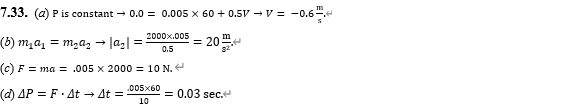 7.33. (a) P is constant → 0.0 = 0.005 × 60 + 0.5V → V = −0.6 m/s.↵
(b) m₁a₁ = m₂a₂ → |a₂| = 2000×.005/0.5 = 20 m/s².↵
(c) F = ma = .005 × 2000 = 10 N.↵
(d) ΔP = F · Δt → Δt = .005×60/10 = 0.03 sec.↵